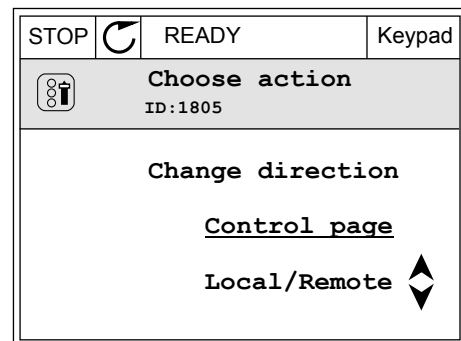 STOP READY Keypad
Choose action
ID:1805
Change direction
Control page
Local/Remote